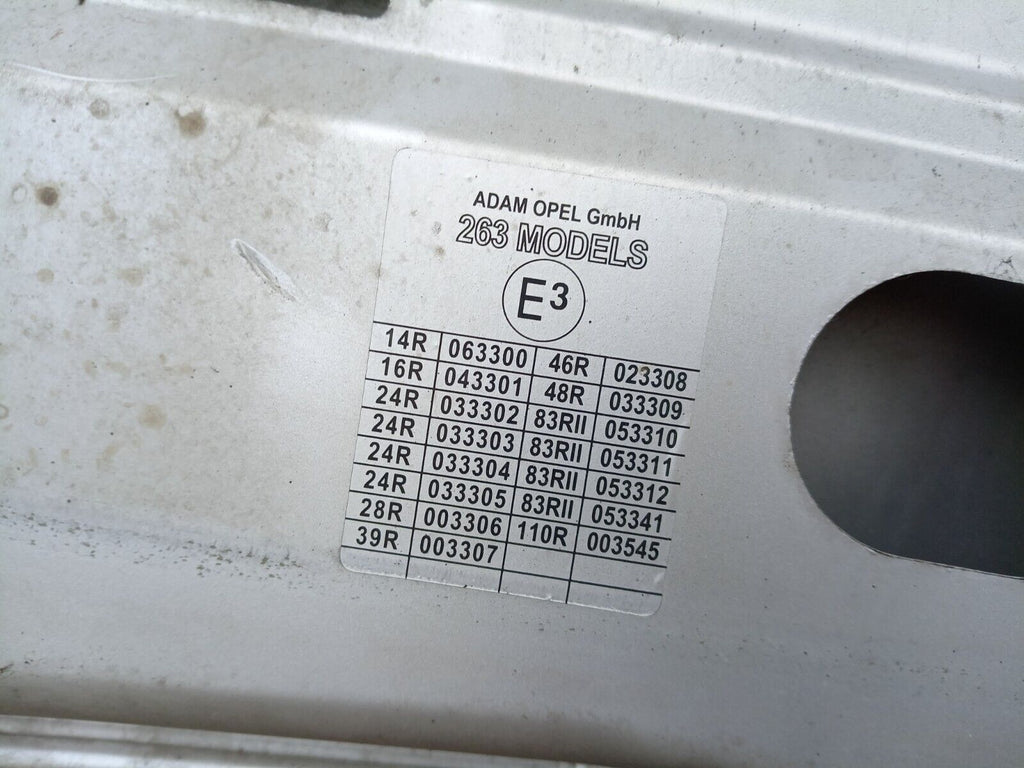 ADAM OPEL GmbH
263 MODELS
E3
14R 063300 46R 023308
16R 043301 48R 033309
24R 033302 83RII 053310
24R 033303 83RII 053311
24R 033304 83RII 053312
24R 033305 83RII 053341
28R 003306 110R 003545
39R 003307